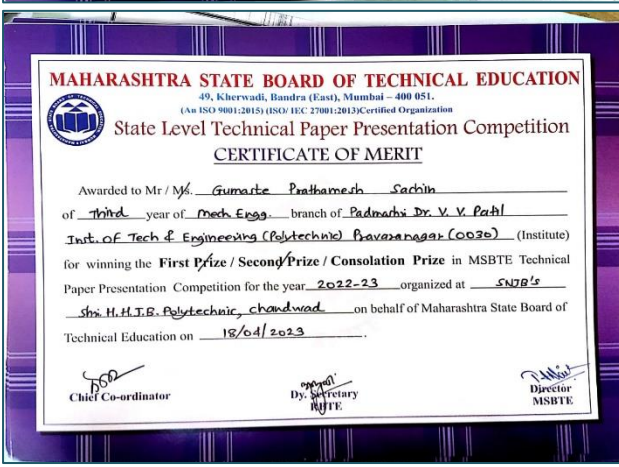 MAHARASHTRA STATE BOARD OF TECHNICAL EDUCATION
49, Kherwadi, Bandra (East), Mumbai – 400 051.
(An ISO 9001:2015) (ISO/ IEC 27001:2013)Certified Organization
State Level Technical Paper Presentation Competition
CERTIFICATE OF MERIT
Awarded to Mr / Ms. Gumaste Prathamesh Sachin
of Third year of Mech Engg. branch of Padmashri Dr. V. V. Patil
Inst. OF Tech & Engineering (Polytechnic) Pravaranagar (0030) (Institute)
for winning the First Prize / Second Prize / Consolation Prize in MSBTE Technical
Paper Presentation Competition for the year 2022-23 organized at SNJB's
Shri. H.H.J.B. Polytechnic, chandwad on behalf of Maharashtra State Board of
Technical Education on 18/04/2023.
Chief Co-ordinator
Dy. Secretary
RBTE
Director
MSBTE